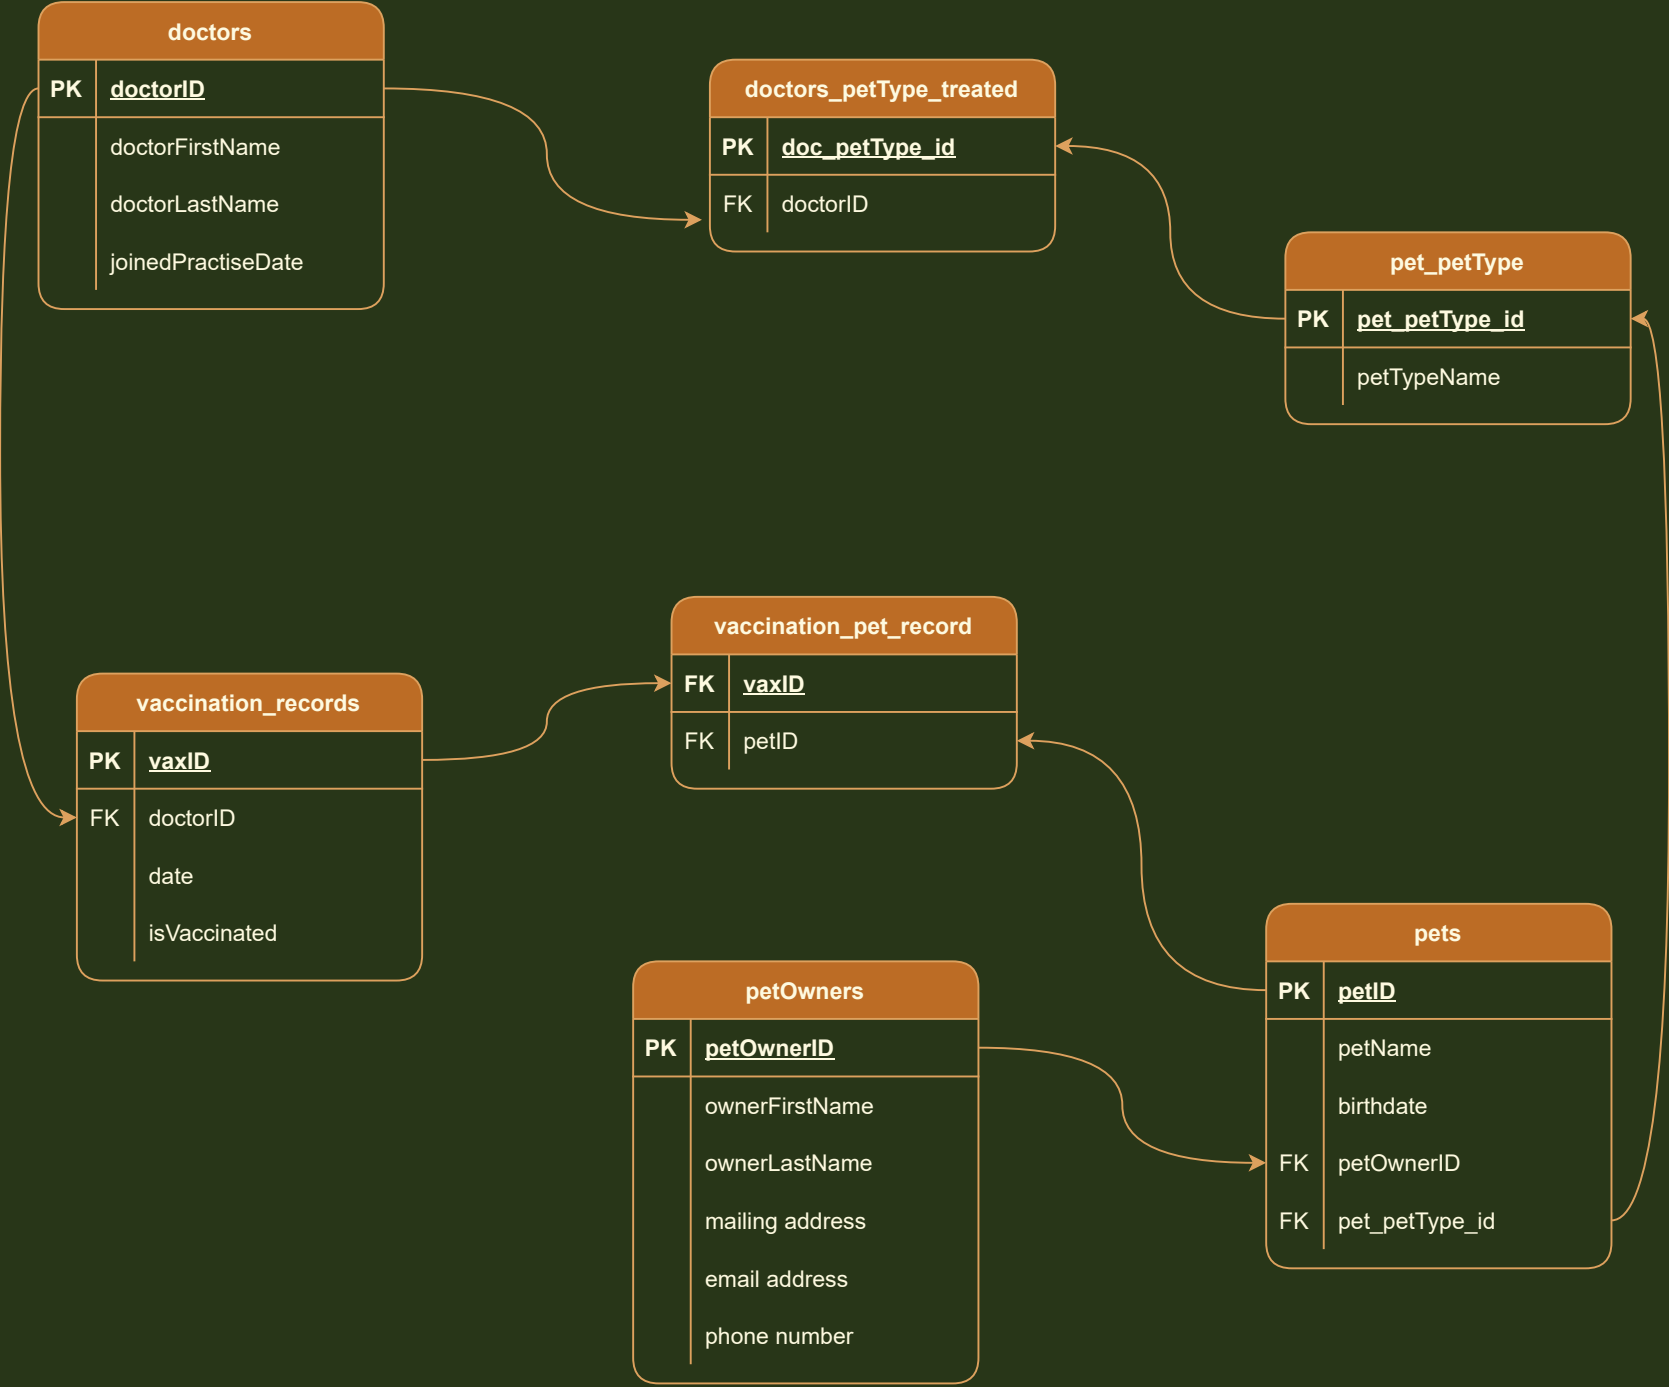 doctors
PK doctorID
doctorFirstName
doctorLastName
joinedPractiseDate
doctors_petType_treated
PK doc_petType_id
FK doctorID
pet_petType
PK pet_petType_id
petTypeName
vaccination_pet_record
FK vaxID
FK petID
vaccination_records
PK vaxID
FK doctorID
date
isVaccinated
petOwners
PK petOwnerID
ownerFirstName
ownerLastName
mailing address
email address
phone number
pets
PK petID
petName
birthdate
FK petOwnerID
FK pet_petType_id